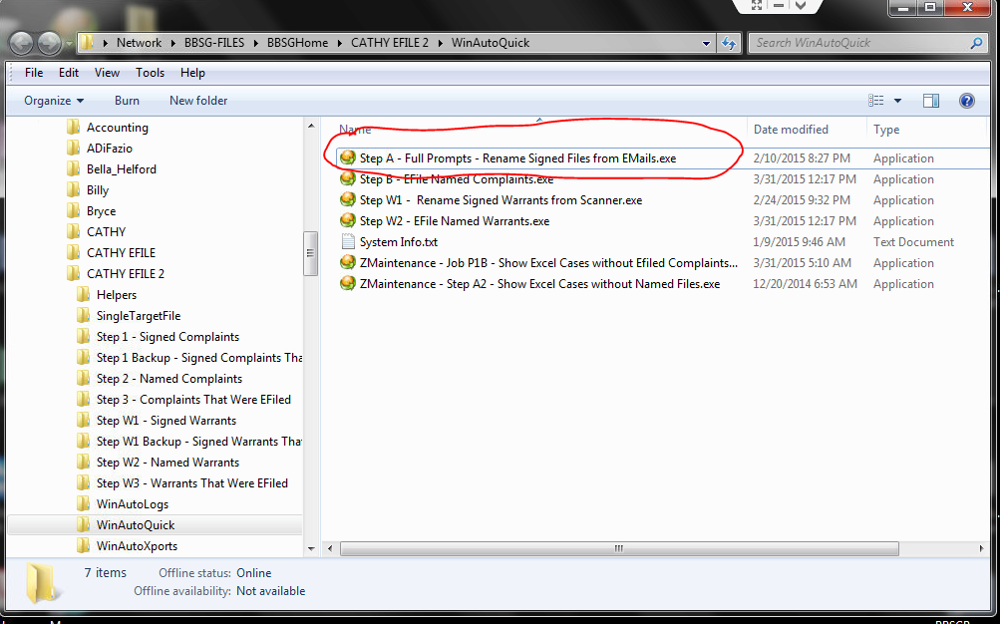 Network BBSG-FILES BBSGHome CATHY EFILE 2 WinAutoQuick Search WinAutoQuick
File Edit View Tools Help
Organize Burn New folder
Accounting
ADiFazio
Bella_Helford
Billy
Bryce
CATHY
CATHY EFILE
CATHY EFILE 2
Helpers
SingleTargetFile
Step 1 - Signed Complaints
Step 1 Backup - Signed Complaints Tha
Step 2 - Named Complaints
Step 3 - Complaints That Were EFiled
Step W1 - Signed Warrants
Step W1 Backup - Signed Warrants Tha
Step W2 - Named Warrants
Step W3 - Warrants That Were EFiled
WinAutoLogs
WinAutoQuick
WinAutoXports
Name Date modified Type
Step A - Full Prompts - Rename Signed Files from EMails.exe 2/10/2015 8:27 PM Application
Step B - EFile Named Complaints.exe 3/31/2015 12:17 PM Application
Step W1 -  Rename Signed Warrants from Scanner.exe 2/24/2015 9:32 PM Application
Step W2 - EFile Named Warrants.exe 3/31/2015 12:17 PM Application
System Info.txt 1/9/2015 9:46 AM Text Document
ZMaintenance - Job P1B - Show Excel Cases without Efiled Complaints... 3/31/2015 5:10 AM Application
ZMaintenance - Step A2 - Show Excel Cases without Named Files.exe 12/20/2014 6:53 AM Application
7 items Offline status: Online
Offline availability: Not available